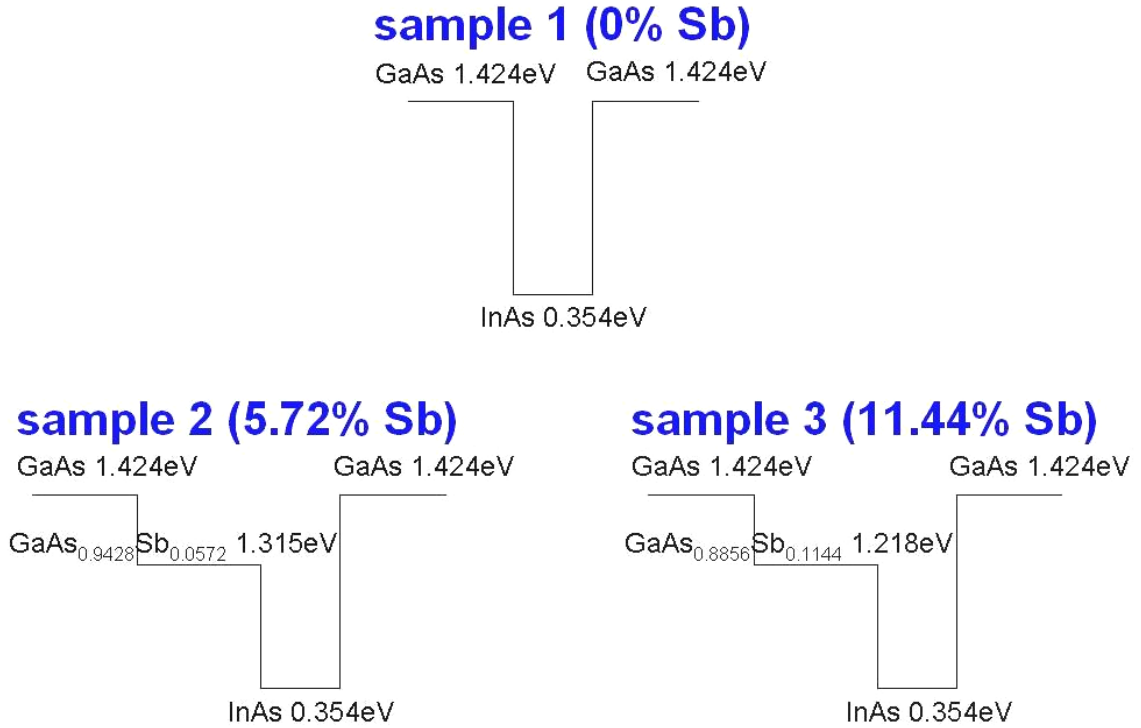 sample 1 (0% Sb)
GaAs 1.424eV GaAs 1.424eV
InAs 0.354eV
sample 2 (5.72% Sb)
GaAs 1.424eV GaAs 1.424eV
GaAs0.9428Sb0.0572 1.315eV
InAs 0.354eV
sample 3 (11.44% Sb)
GaAs 1.424eV GaAs 1.424eV
GaAs0.8856Sb0.1144 1.218eV
InAs 0.354eV